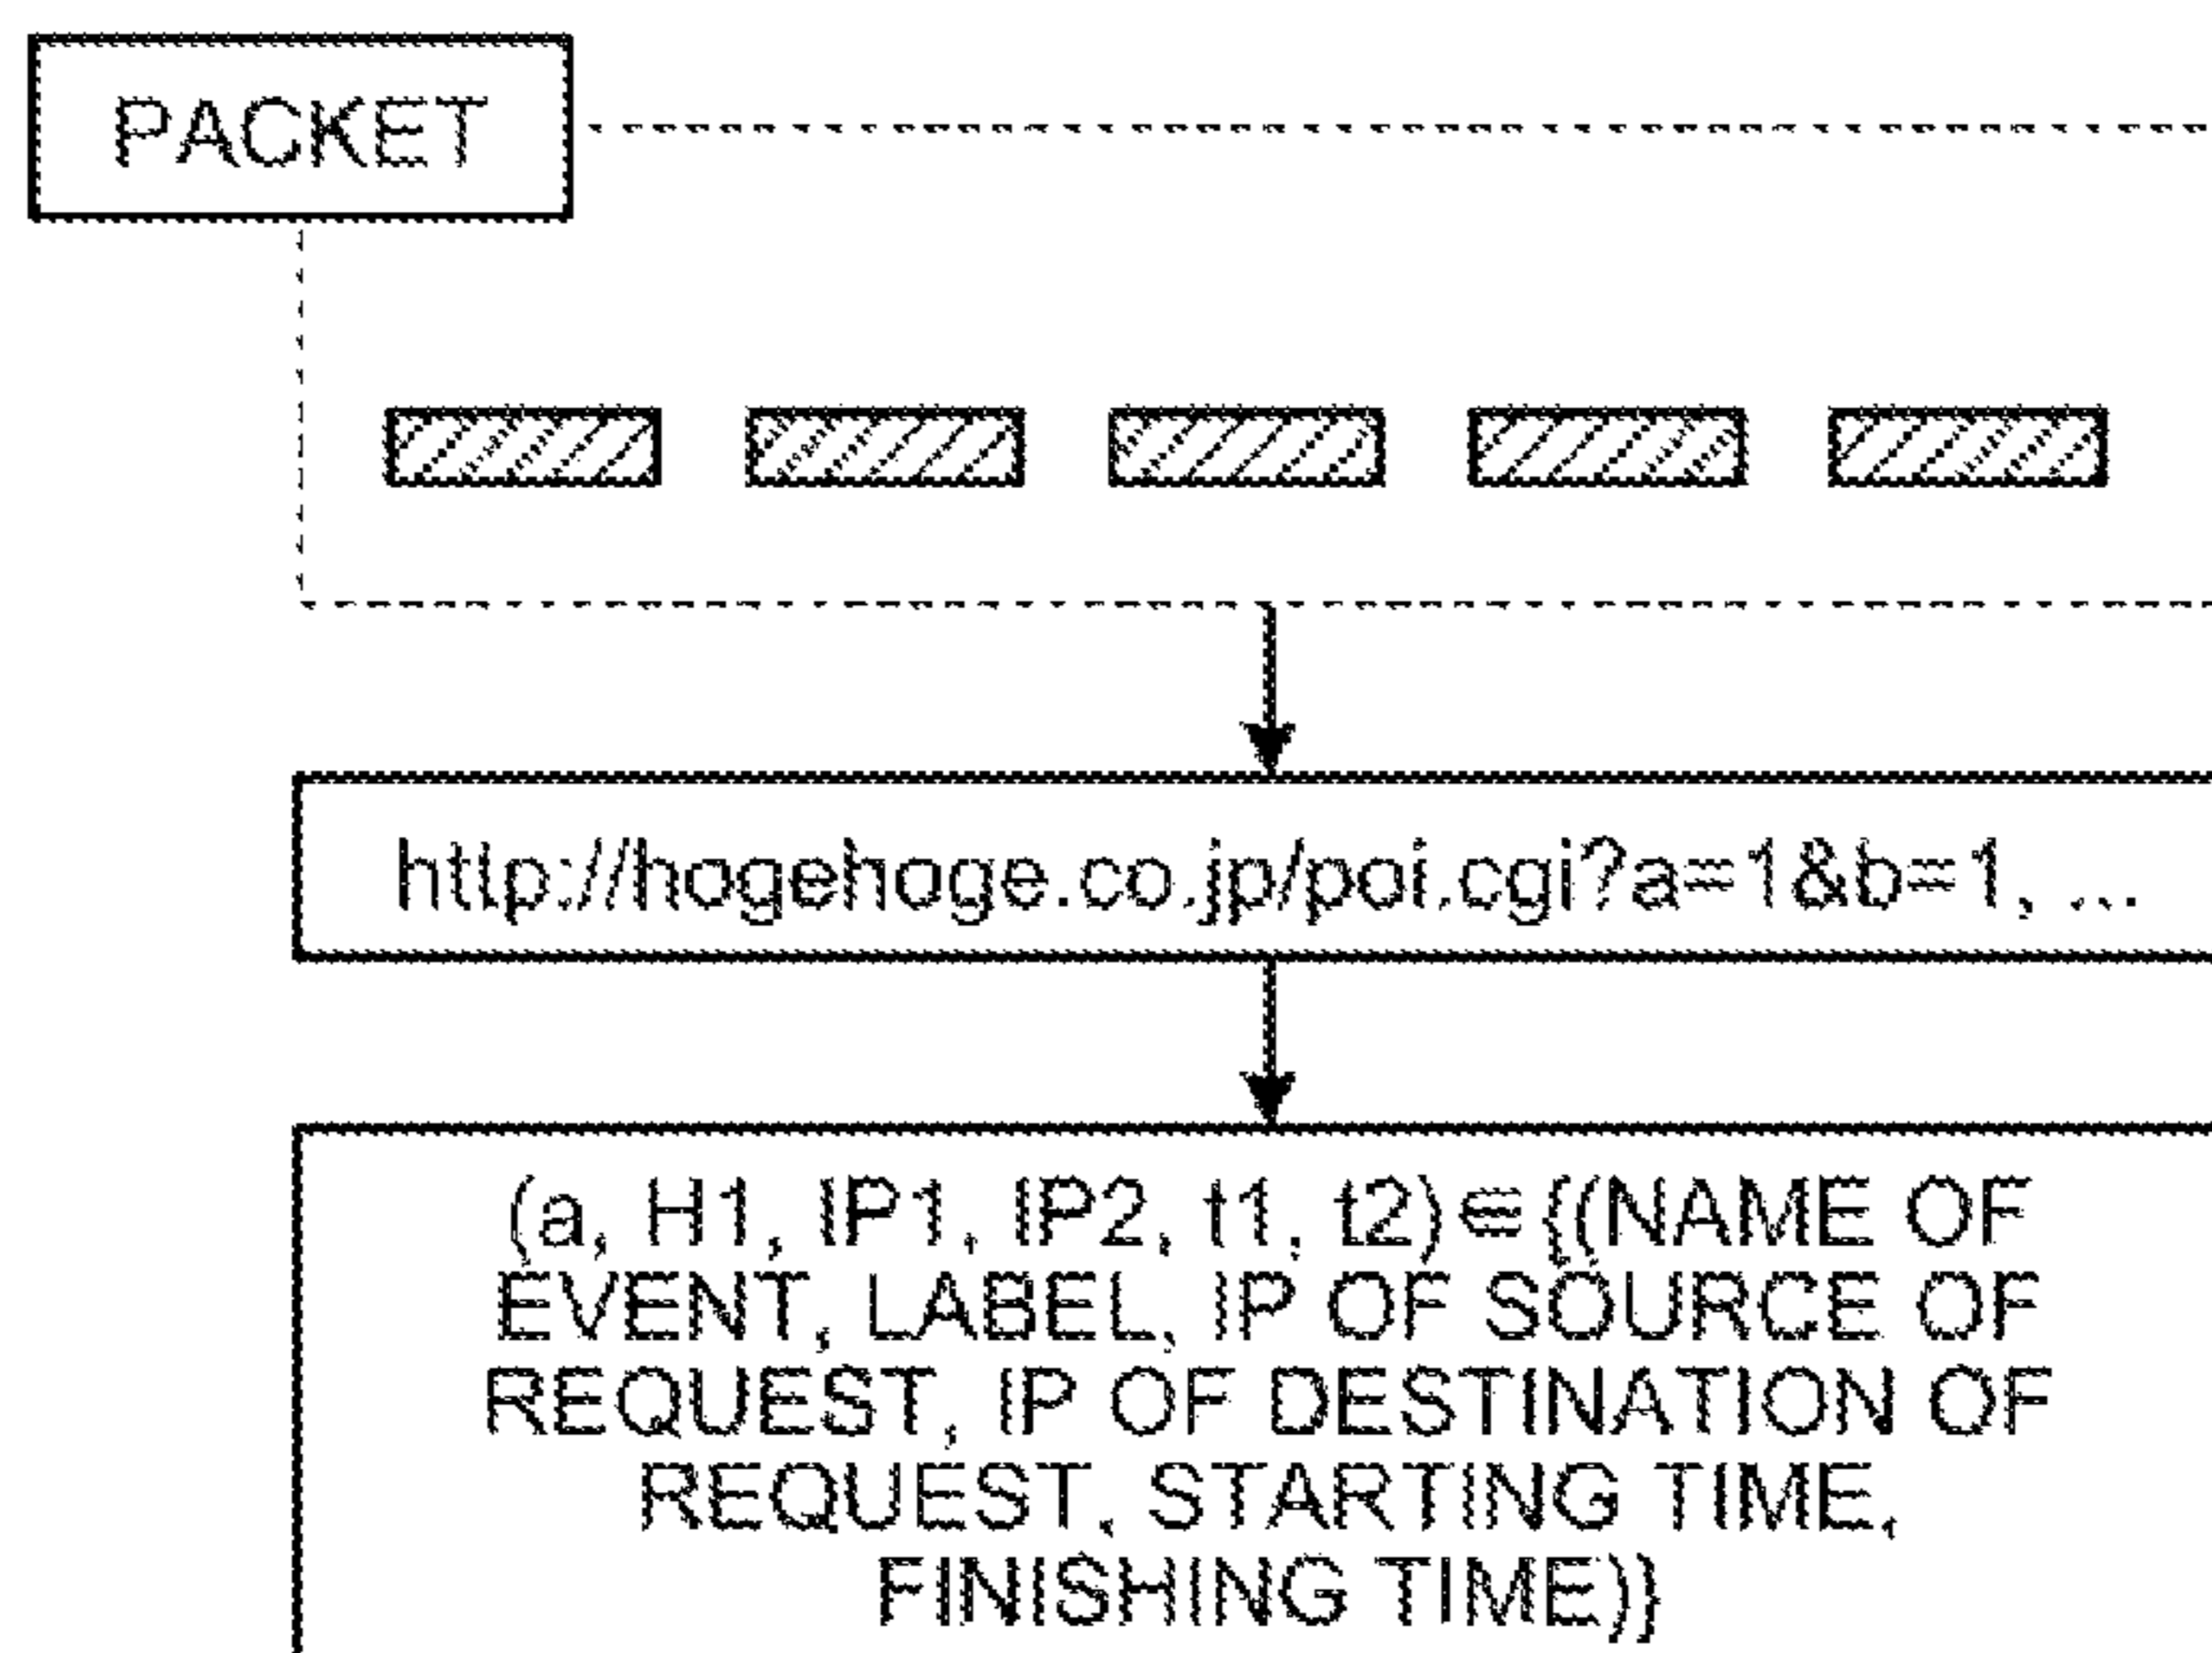 PACKET
http://hogehoge.co.jp/poi.cgi?a=1&b=1, ...
(a, H1, IP1, IP2, t1, t2)∈{(NAME OF
EVENT, LABEL, IP OF SOURCE OF
REQUEST, IP OF DESTINATION OF
REQUEST, STARTING TIME,
FINISHING TIME)}